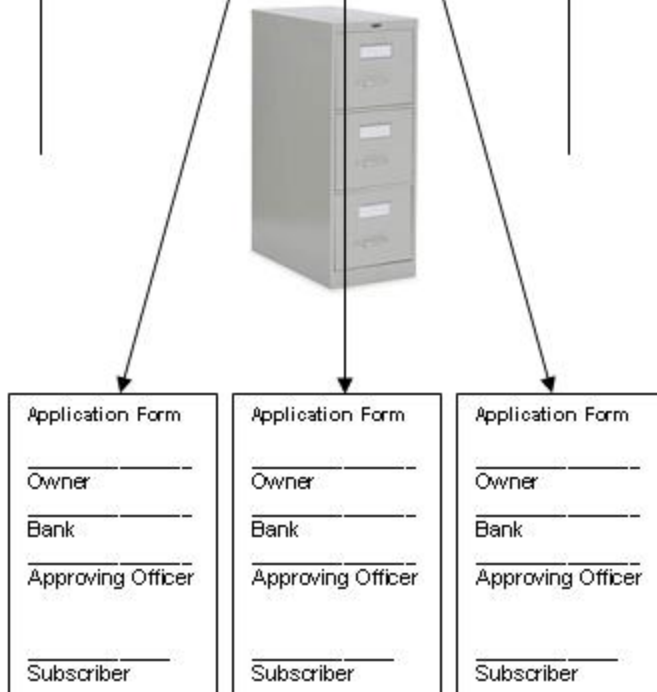 Application Form
Owner
Bank
Approving Officer
Subscriber
Application Form
Owner
Bank
Approving Officer
Subscriber
Application Form
Owner
Bank
Approving Officer
Subscriber